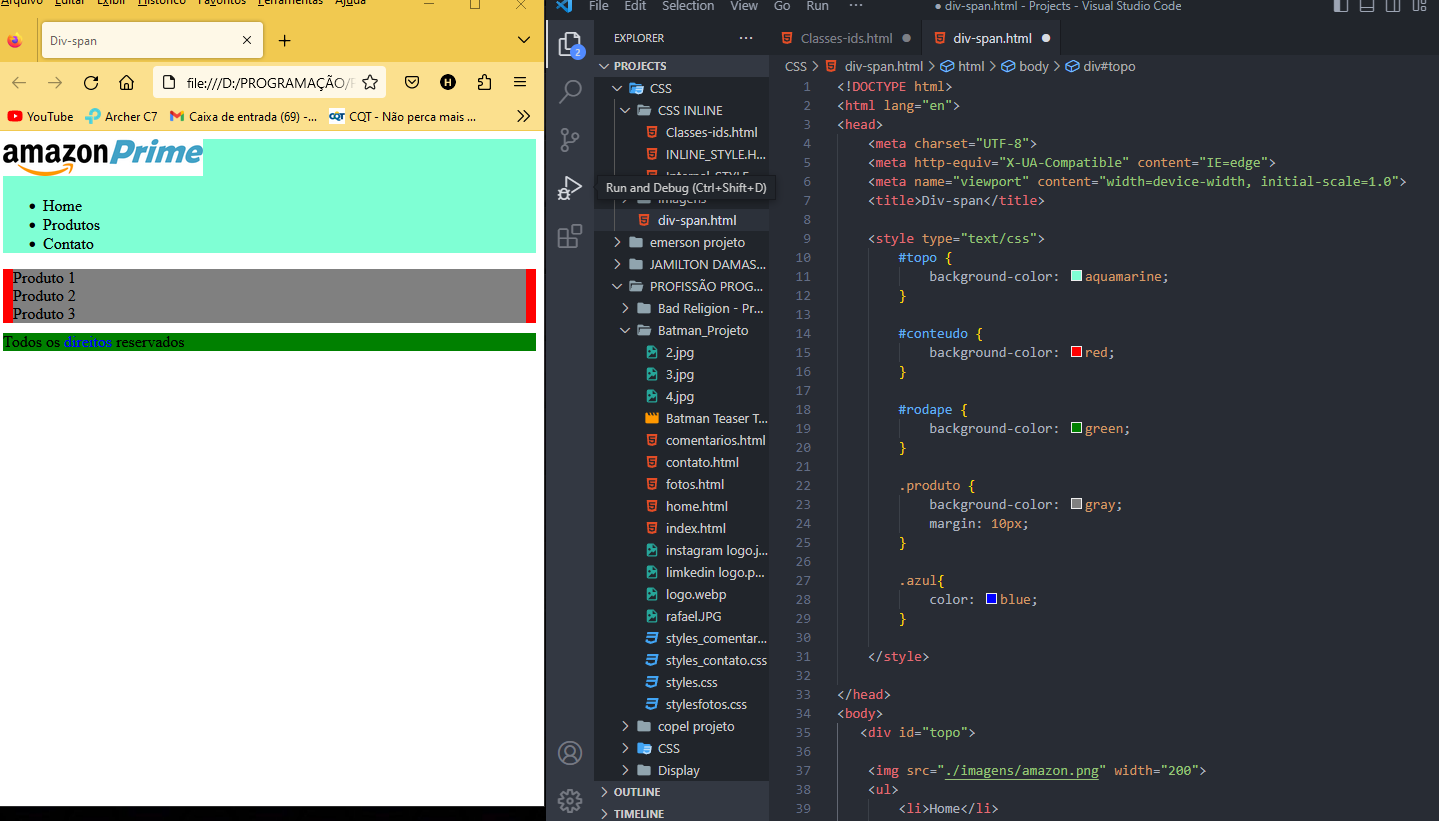 Arquivo Editar Exibir Histórico Favoritos Ferramentas Ajuda
Div-span
file:///D:/PROGRAMAÇÃO/
YouTube Archer C7 Caixa de entrada (69) -... CQT CQT - Não perca mais ...
amazonPrime
Home
Produtos
Contato
Produto 1
Produto 2
Produto 3
Todos os direitos reservados
File Edit Selection View Go Run ···
● div-span.html - Projects - Visual Studio Code
2
EXPLORER ···
PROJECTS
CSS
CSS INLINE
Classes-ids.html
INLINE_STYLE.H...
Run and Debug (Ctrl+Shift+D)
imagens
div-span.html
emerson projeto
JAMILTON DAMAS...
PROFISSÃO PROG...
Bad Religion - Pr...
Batman_Projeto
2.jpg
3.jpg
4.jpg
Batman Teaser T...
comentarios.html
contato.html
fotos.html
home.html
index.html
instagram logo.j...
limkedin logo.p...
logo.webp
rafael.JPG
styles_comentar...
styles_contato.css
styles.css
stylesfotos.css
copel projeto
CSS
Display
OUTLINE
TIMELINE
Classes-ids.html ● div-span.html ●
CSS > div-span.html > html > body > div#topo
1 <!DOCTYPE html>
2 <html lang="en">
3 <head>
4 <meta charset="UTF-8">
5 <meta http-equiv="X-UA-Compatible" content="IE=edge">
6 <meta name="viewport" content="width=device-width, initial-scale=1.0">
7 <title>Div-span</title>
8
9 <style type="text/css">
10 #topo {
11 background-color: aquamarine;
12 }
13
14 #conteudo {
15 background-color: red;
16 }
17
18 #rodape {
19 background-color: green;
20 }
21
22 .produto {
23 background-color: gray;
24 margin: 10px;
25 }
26
27 .azul{
28 color: blue;
29 }
30
31 </style>
32
33 </head>
34 <body>
35 <div id="topo">
36
37 <img src="./imagens/amazon.png" width="200">
38 <ul>
39 <li>Home</li>